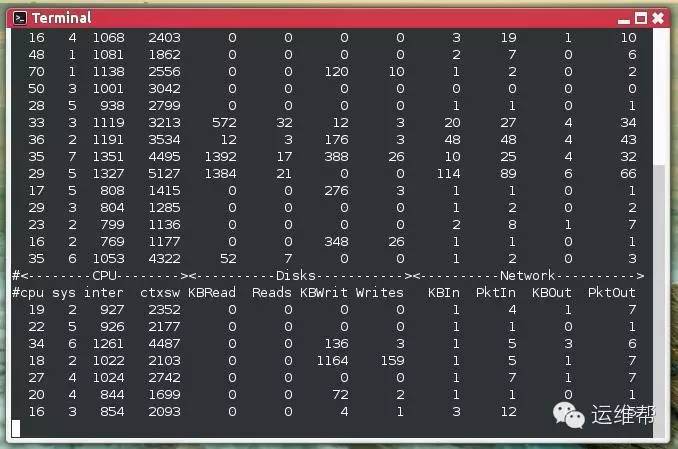 Terminal
16 4 1068 2403 0 0 0 0 3 19 1 10
48 1 1081 1862 0 0 0 0 2 7 0 6
70 1 1138 2556 0 0 120 10 1 2 0 2
50 3 1001 3042 0 0 0 0 0 0 0 0
28 5 938 2799 0 0 0 0 1 1 0 1
33 3 1119 3213 572 32 12 3 20 27 4 34
36 2 1191 3534 12 3 176 3 48 48 4 43
35 7 1351 4495 1392 17 388 26 10 25 4 32
29 5 1327 5127 1384 21 0 0 114 89 6 66
17 5 808 1415 0 0 276 3 1 1 0 1
29 3 804 1285 0 0 0 0 1 2 0 2
23 2 799 1136 0 0 0 0 2 8 1 7
16 2 769 1177 0 0 348 26 1 1 0 1
35 6 1053 4322 52 7 0 0 1 2 0 3
#<--------CPU--------><----------Disks-----------><----------Network---------->
#cpu sys inter ctxsw KBRead Reads KBWrit Writes KBIn PktIn KBOut PktOut
19 2 927 2352 0 0 0 0 1 4 1 7
22 5 926 2177 0 0 0 0 1 1 0 1
34 6 1261 4487 0 0 136 3 1 5 3 6
18 2 1022 2103 0 0 1164 159 1 5 1 7
27 4 1024 2742 0 0 0 0 1 7 1 7
20 4 844 1699 0 0 72 2 1 1 0 1
16 3 854 2093 0 0 4 1 3 12
运维帮